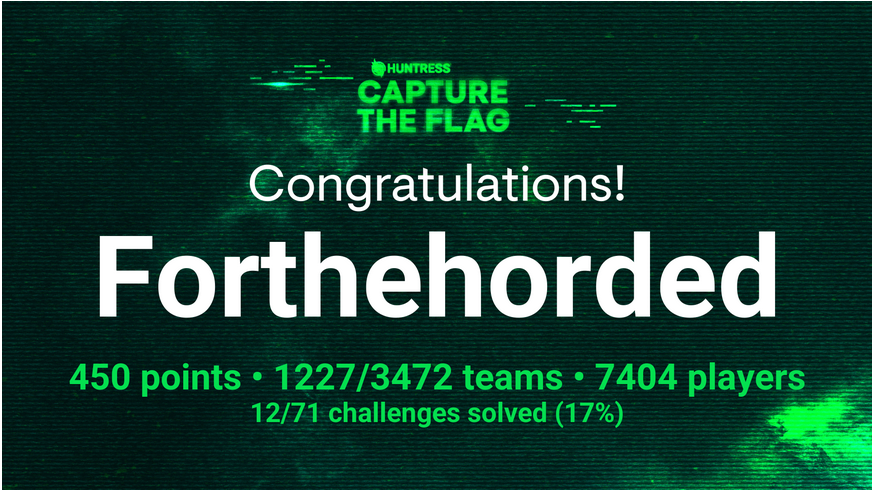 HUNTRESS
CAPTURE
THE FLAG
Congratulations!
Forthehorded
450 points • 1227/3472 teams • 7404 players
12/71 challenges solved (17%)